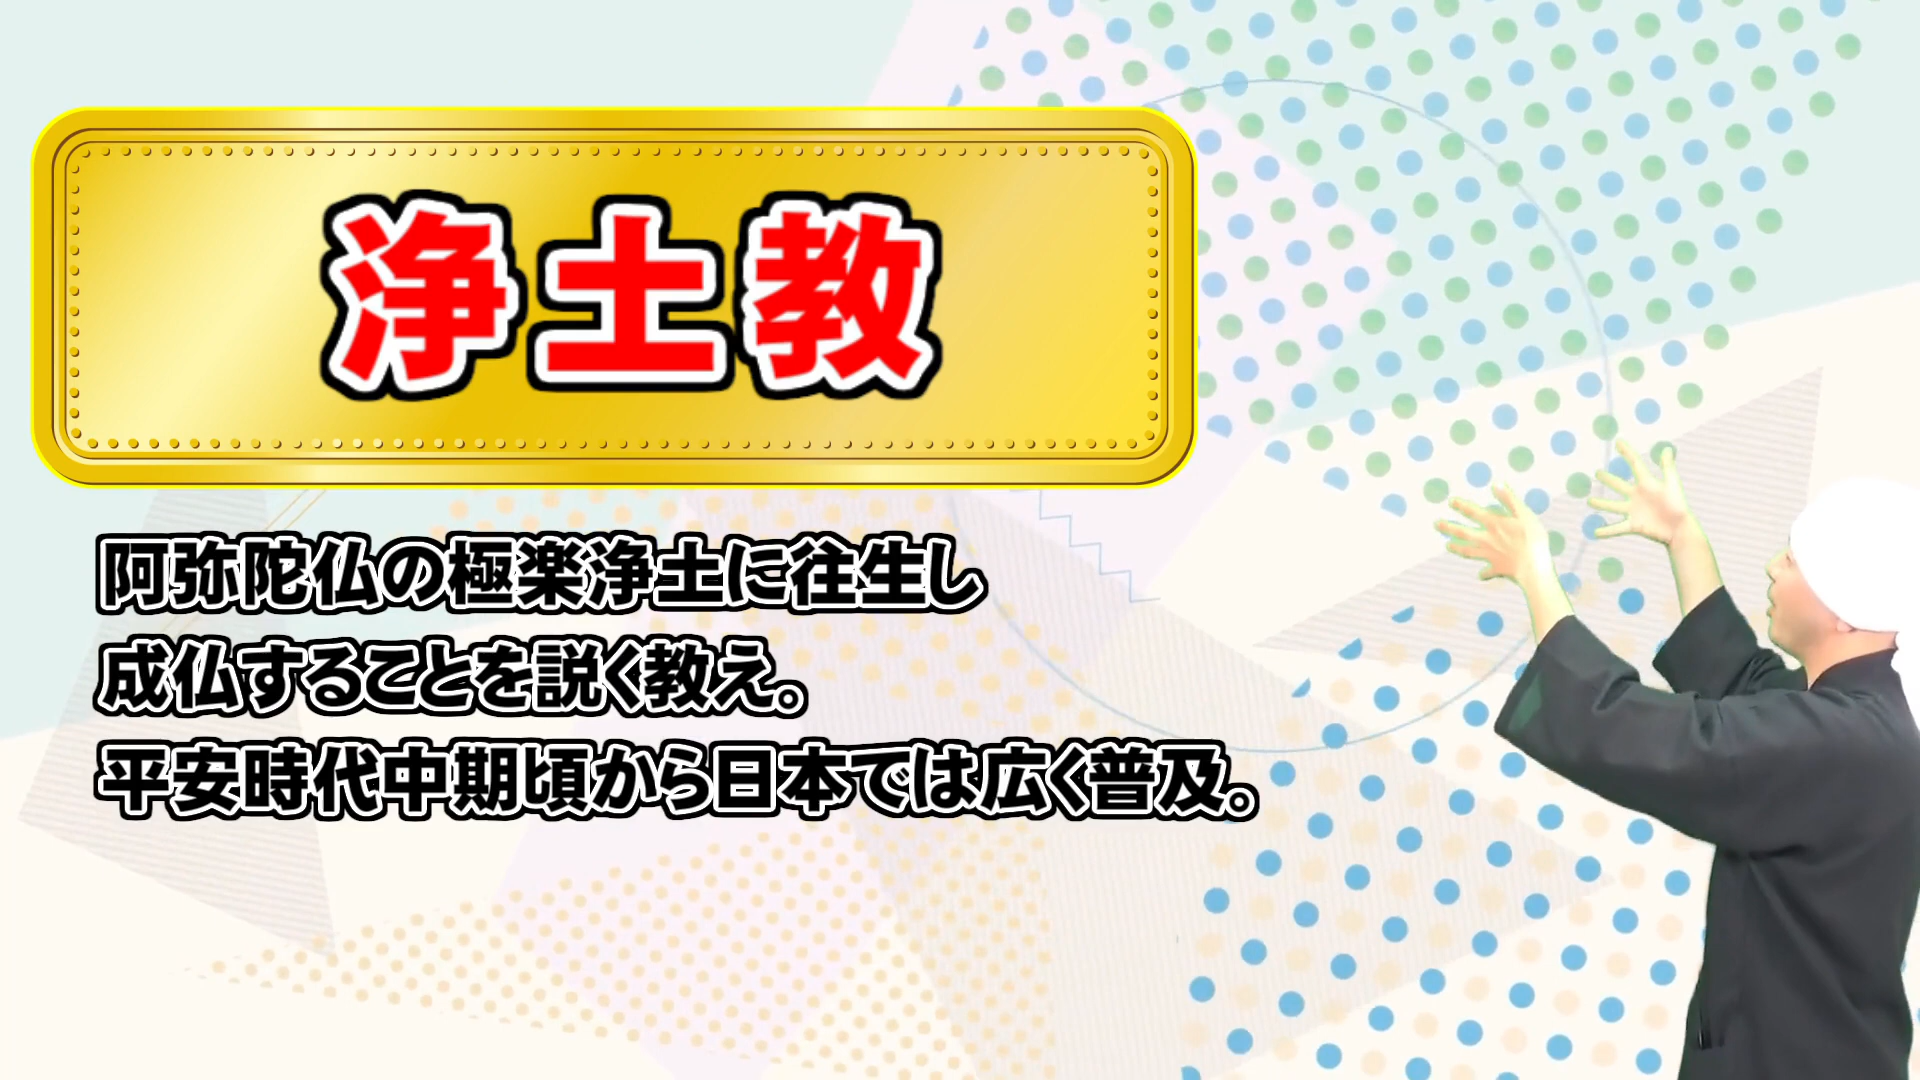 浄土教
阿弥陀仏の極楽浄土に往生し
成仏することを説く教え。
平安時代中期頃から日本では広く普及。